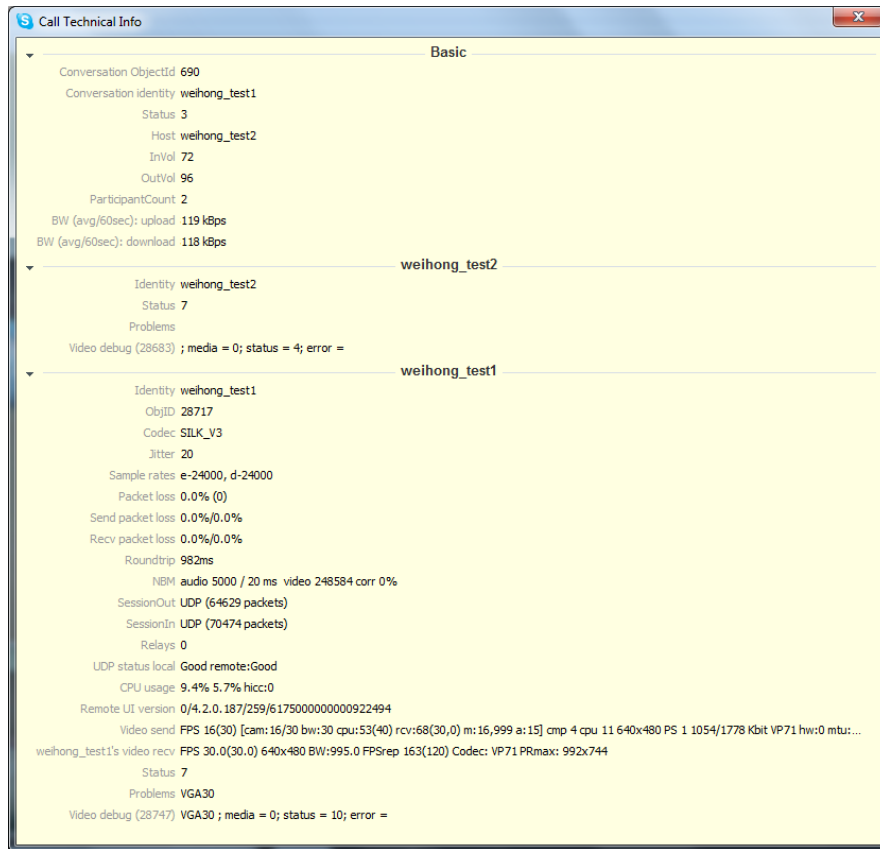 Call Technical Info
Basic
Conversation ObjectId 690
Conversation identity weihong_test1
Status 3
Host weihong_test2
InVol 72
OutVol 96
ParticipantCount 2
BW (avg/60sec): upload 119 kBps
BW (avg/60sec): download 118 kBps
weihong_test2
Identity weihong_test2
Status 7
Problems
Video debug (28683) ; media = 0; status = 4; error =
weihong_test1
Identity weihong_test1
ObjID 28717
Codec SILK_V3
Jitter 20
Sample rates e-24000, d-24000
Packet loss 0.0% (0)
Send packet loss 0.0%/0.0%
Recv packet loss 0.0%/0.0%
Roundtrip 982ms
NBM audio 5000 / 20 ms video 248584 corr 0%
SessionOut UDP (64629 packets)
SessionIn UDP (70474 packets)
Relays 0
UDP status local Good remote:Good
CPU usage 9.4% 5.7% hicc:0
Remote UI version 0/4.2.0.187/259/6175000000000922494
Video send FPS 16(30) [cam:16/30 bw:30 cpu:53(40) rcv:68(30,0) m:16,999 a:15] cmp 4 cpu 11 640x480 PS 1 1054/1778 Kbit VP71 hw:0 mtu:...
weihong_test1's video recv FPS 30.0(30.0) 640x480 BW:995.0 FPSrep 163(120) Codec: VP71 PRmax: 992x744
Status 7
Problems VGA30
Video debug (28747) VGA30 ; media = 0; status = 10; error =